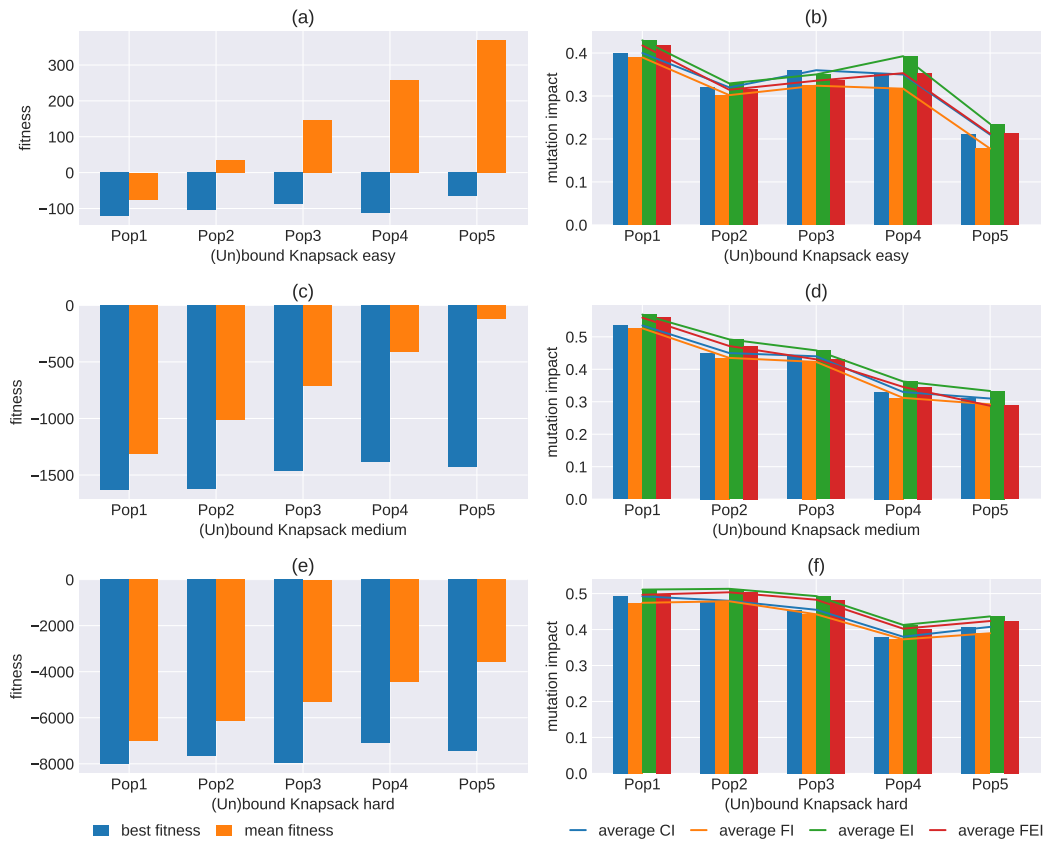 (a)
300
200
100
0
−100
fitness
Pop1 Pop2 Pop3 Pop4 Pop5
(Un)bound Knapsack easy
(b)
0.4
0.3
0.2
0.1
0.0
mutation impact
Pop1 Pop2 Pop3 Pop4 Pop5
(Un)bound Knapsack easy
(c)
0
−500
−1000
−1500
fitness
Pop1 Pop2 Pop3 Pop4 Pop5
(Un)bound Knapsack medium
(d)
0.5
0.4
0.3
0.2
0.1
0.0
mutation impact
Pop1 Pop2 Pop3 Pop4 Pop5
(Un)bound Knapsack medium
(e)
0
−2000
−4000
−6000
−8000
fitness
Pop1 Pop2 Pop3 Pop4 Pop5
(Un)bound Knapsack hard
best fitness mean fitness
(f)
0.5
0.4
0.3
0.2
0.1
0.0
mutation impact
Pop1 Pop2 Pop3 Pop4 Pop5
(Un)bound Knapsack hard
average CI average FI average EI average FEI